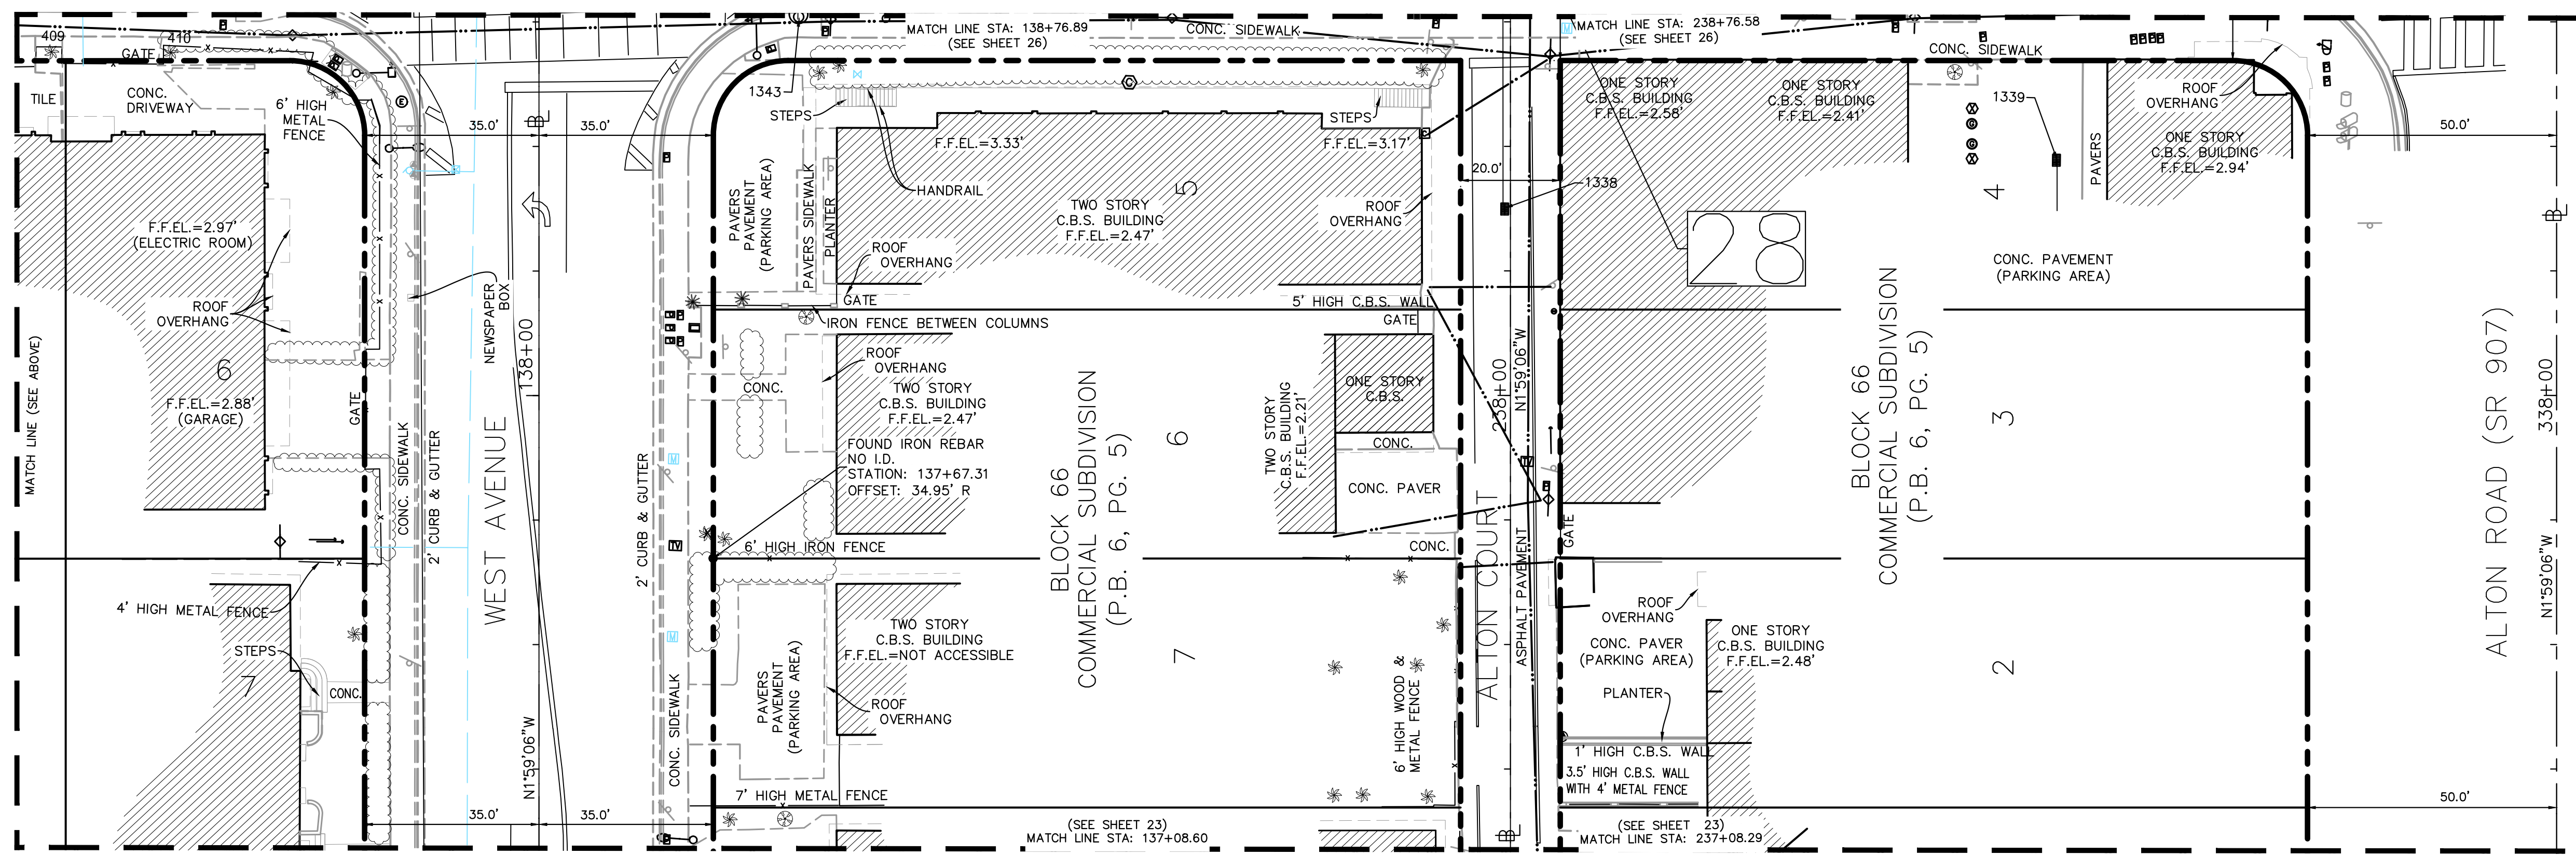 409
410
GATE
TILE
CONC.
DRIVEWAY
6' HIGH
METAL
FENCE
F.F.EL.=2.97'
(ELECTRIC ROOM)
ROOF
OVERHANG
6
F.F.EL.=2.88'
(GARAGE)
GATE
MATCH LINE (SEE ABOVE)
4' HIGH METAL FENCE
STEPS
7
CONC.
CONC. SIDEWALK
2' CURB & GUTTER
WEST AVENUE
NEWSPAPER
BOX
138+00
N1°59'06"W
35.0'
35.0'
35.0'
35.0'
2' CURB & GUTTER
CONC. SIDEWALK
MATCH LINE STA: 138+76.89
(SEE SHEET 26)
CONC. SIDEWALK
1343
STEPS
STEPS
F.F.EL.=3.33'
F.F.EL.=3.17'
HANDRAIL
PAVERS
PAVEMENT
(PARKING AREA)
PAVERS SIDEWALK
PLANTER
TWO STORY
C.B.S. BUILDING
F.F.EL.=2.47'
5
ROOF
OVERHANG
ROOF
OVERHANG
GATE
IRON FENCE BETWEEN COLUMNS
5' HIGH C.B.S. WALL
GATE
CONC.
ROOF
OVERHANG
TWO STORY
C.B.S. BUILDING
F.F.EL.=2.47'
FOUND IRON REBAR
NO I.D.
STATION: 137+67.31
OFFSET: 34.95' R
6' HIGH IRON FENCE
BLOCK 66
COMMERCIAL SUBDIVISION
(P.B. 6, PG. 5)
6
TWO STORY
C.B.S. BUILDING
F.F.EL.=2.21'
ONE STORY
C.B.S.
CONC.
CONC. PAVER
CONC.
TWO STORY
C.B.S. BUILDING
F.F.EL.=NOT ACCESSIBLE
7
PAVERS
PAVEMENT
(PARKING AREA)
ROOF
OVERHANG
7' HIGH METAL FENCE
6' HIGH WOOD &
METAL FENCE
(SEE SHEET 23)
MATCH LINE STA: 137+08.60
20.0'
1338
238+00
N1°59'06"W
ALTON COURT
ASPHALT PAVEMENT
TV
TV
MATCH LINE STA: 238+76.58
(SEE SHEET 26)
CONC. SIDEWALK
ONE STORY
C.B.S. BUILDING
F.F.EL.=2.58'
ONE STORY
C.B.S. BUILDING
F.F.EL.=2.41'
1339
PAVERS
ROOF
OVERHANG
ONE STORY
C.B.S. BUILDING
F.F.EL.=2.94'
28
4
CONC. PAVEMENT
(PARKING AREA)
BLOCK 66
COMMERCIAL SUBDIVISION
(P.B. 6, PG. 5)
3
GATE
ROOF
OVERHANG
CONC. PAVER
(PARKING AREA)
ONE STORY
C.B.S. BUILDING
F.F.EL.=2.48'
PLANTER
2
1' HIGH C.B.S. WALL
3.5' HIGH C.B.S. WALL
WITH 4' METAL FENCE
(SEE SHEET 23)
MATCH LINE STA: 237+08.29
50.0'
50.0'
ALTON ROAD (SR 907)
338+00
N1°59'06"W